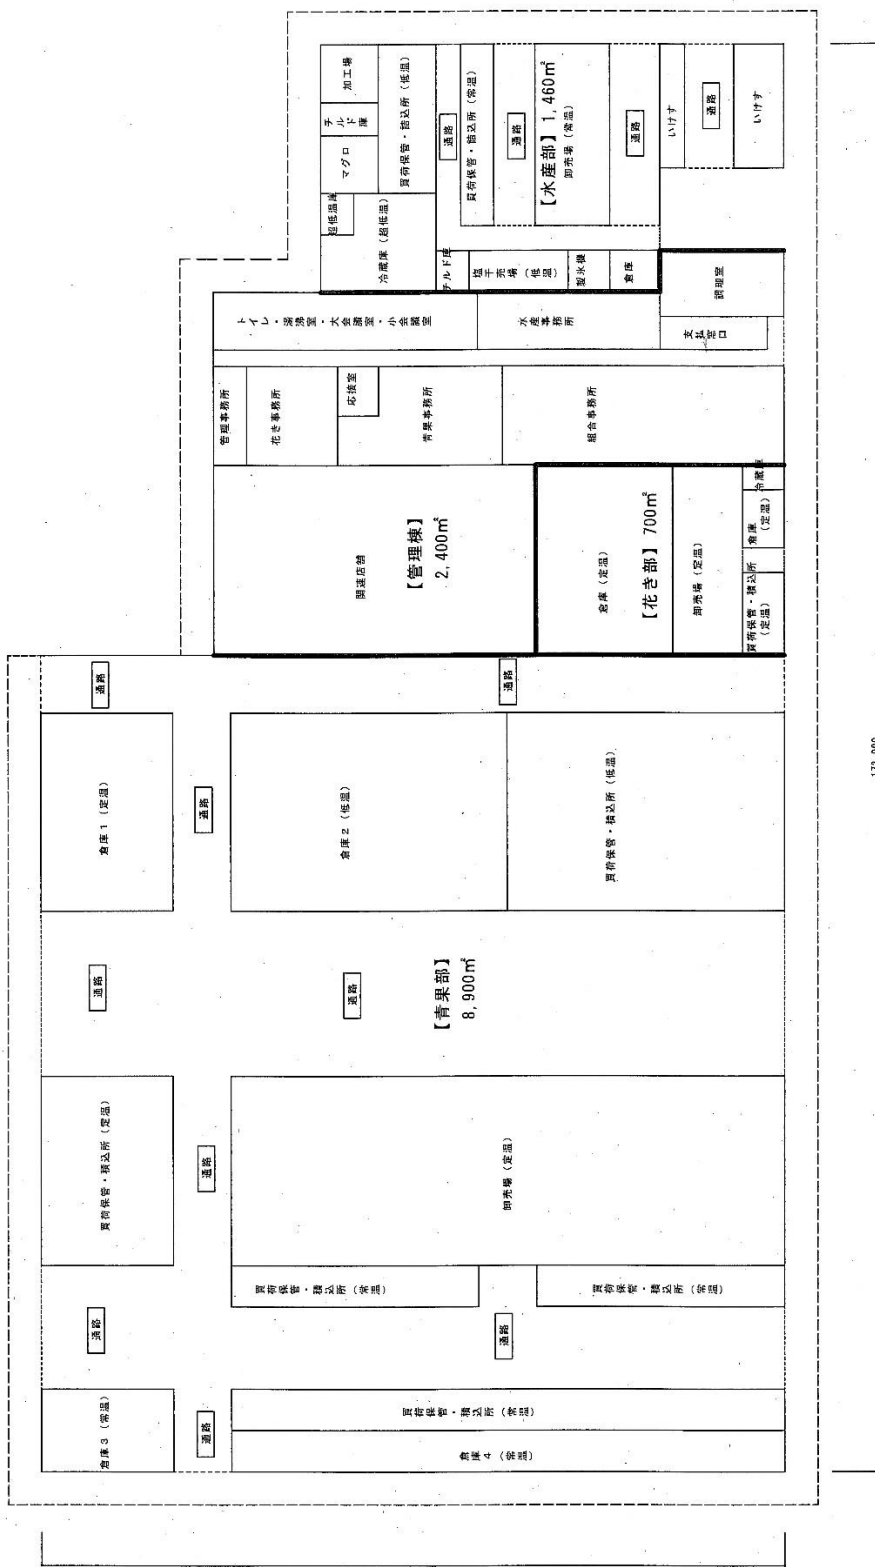 加工場
チルド庫
マグロ
買荷保管・詰込所（低温）
超低温庫
冷蔵庫（超低温）
通路
買荷保管・詰込所（常温）
通路
【水産部】1,460㎡
卸売場（常温）
通路
いけす
通路
いけす
チルド庫
塩干売場（低温）
製氷機
倉庫
調理室
トイレ・湯沸室・大会議室・小会議室
水産事務所
支払窓口
管理事務所
花き事務所
応接室
青果事務所
組合事務所
関連店舗
【管理棟】
2,400㎡
倉庫（定温）
【花き部】700㎡
卸売場（定温）
冷蔵庫
倉庫
（定温）
買荷保管・積込所
（定温）
通路
通路
倉庫1（定温）
通路
倉庫2（低温）
買荷保管・積込所（低温）
通路
通路
【青果部】
8,900㎡
買荷保管・積込所（定温）
通路
卸売場（定温）
買荷保管・積込所（常温）
買荷保管・積込所（常温）
通路
通路
倉庫3（常温）
通路
買荷保管・積込所（常温）
倉庫4（常温）